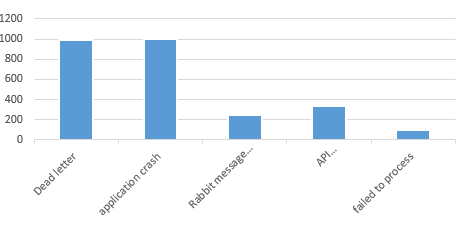 1200
1000
800
600
400
200
0
Dead letter
application crash
Rabbit message...
API...
failed to process